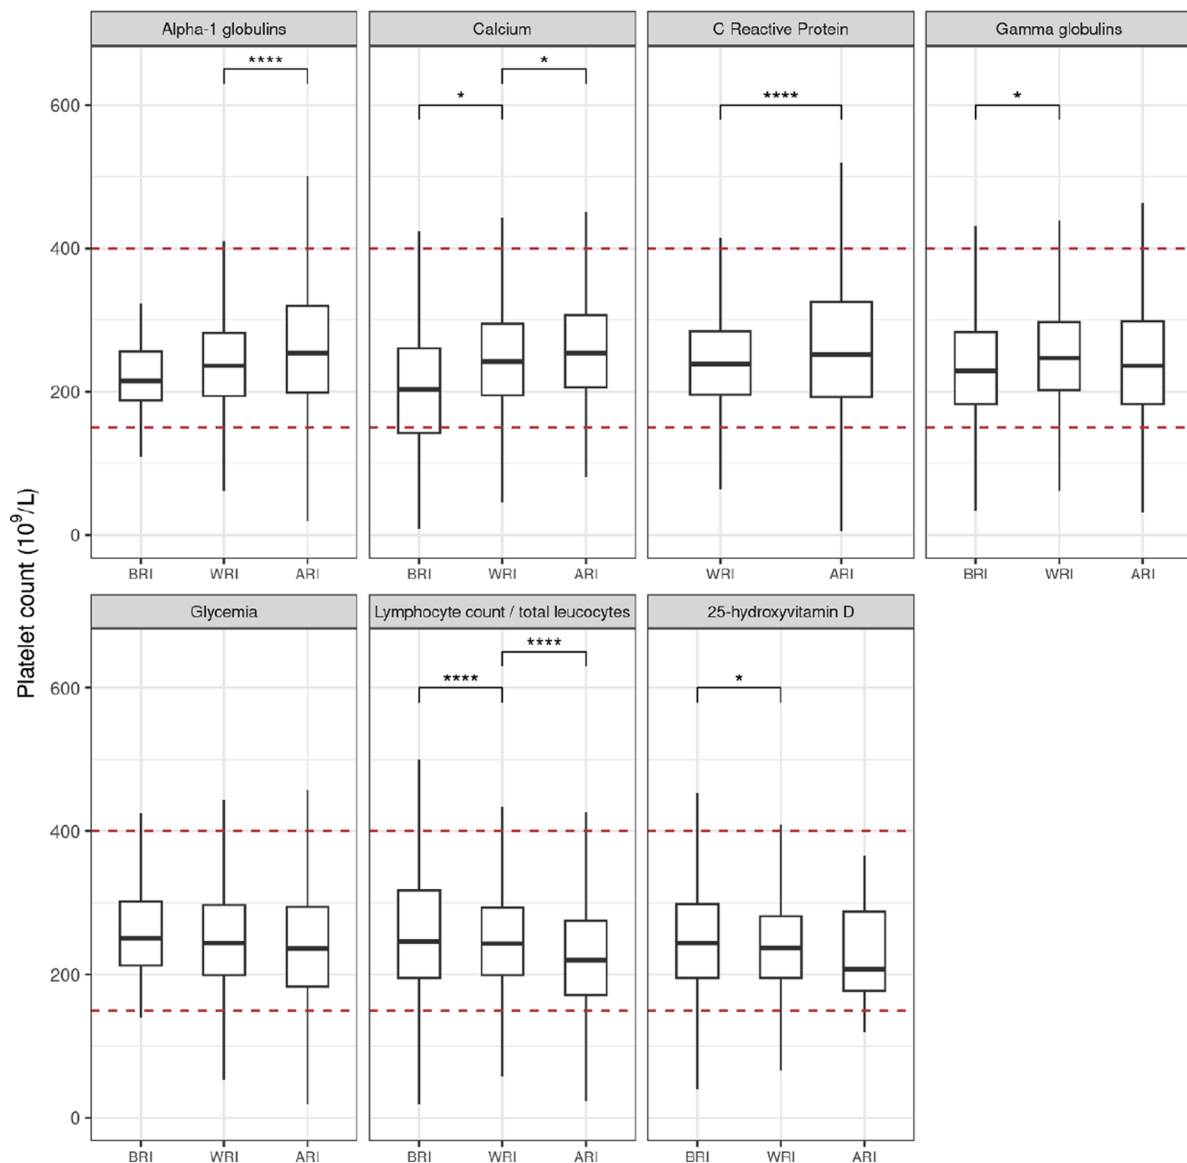 Alpha-1 globulins
Calcium
C Reactive Protein
Gamma globulins
****
*
*
****
*
600
400
200
0
BRI WRI ARI
BRI WRI ARI
WRI ARI
BRI WRI ARI
Platelet count (10⁹/L)
Glycemia
Lymphocyte count / total leucocytes
25-hydroxyvitamin D
****
****
*
600
400
200
0
BRI WRI ARI
BRI WRI ARI
BRI WRI ARI